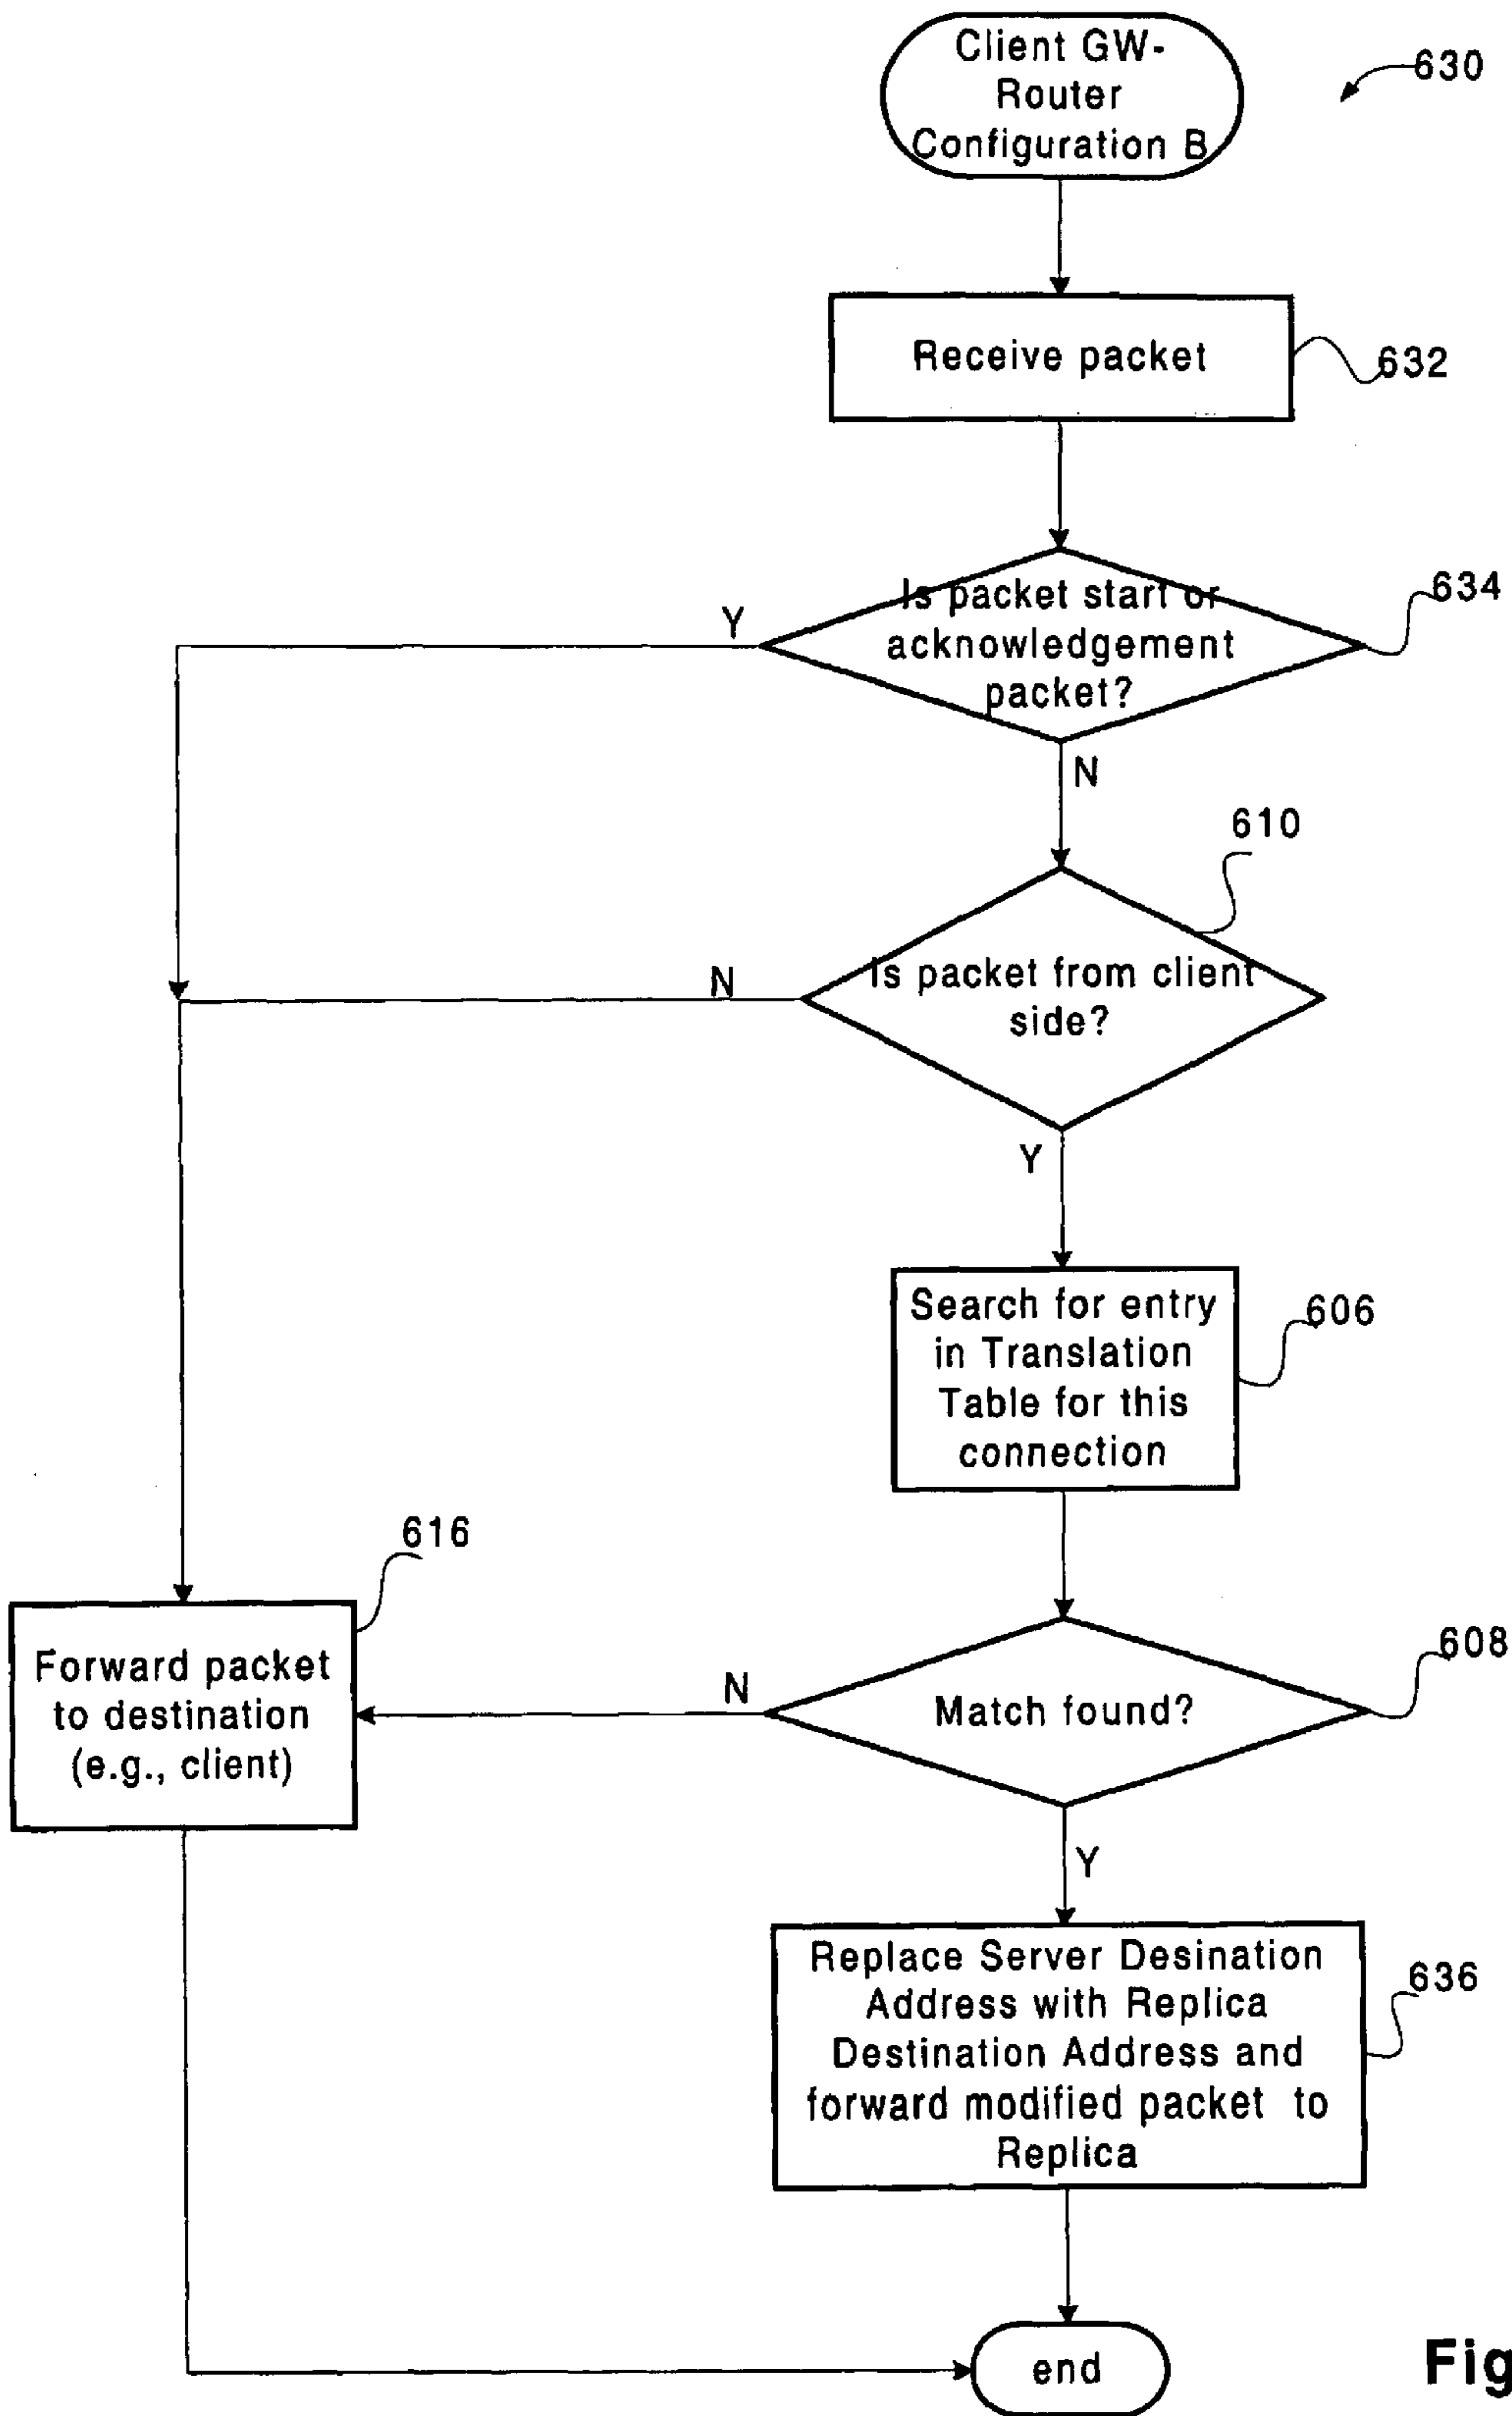 Client GW-
Router
Configuration B
630
Receive packet
632
Is packet start or
acknowledgement
packet?
634
Y
N
610
Is packet from client
side?
N
Y
Search for entry
in Translation
Table for this
connection
606
616
Forward packet
to destination
(e.g., client)
N
Match found?
608
Y
Replace Server Desination
Address with Replica
Destination Address and
forward modified packet to
Replica
636
end
Fig